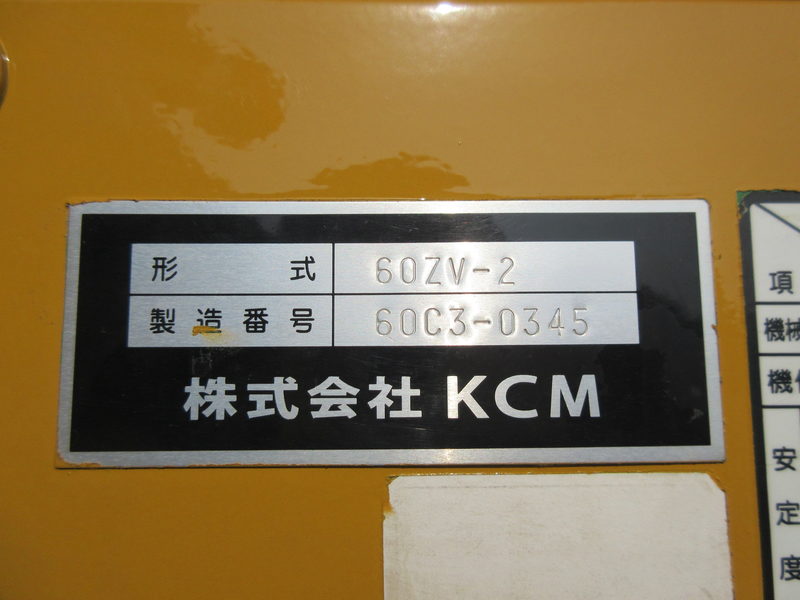 形式 60ZV-2
製造番号 60C3-0345
株式会社 KCM
項
機械
機
安
定
度